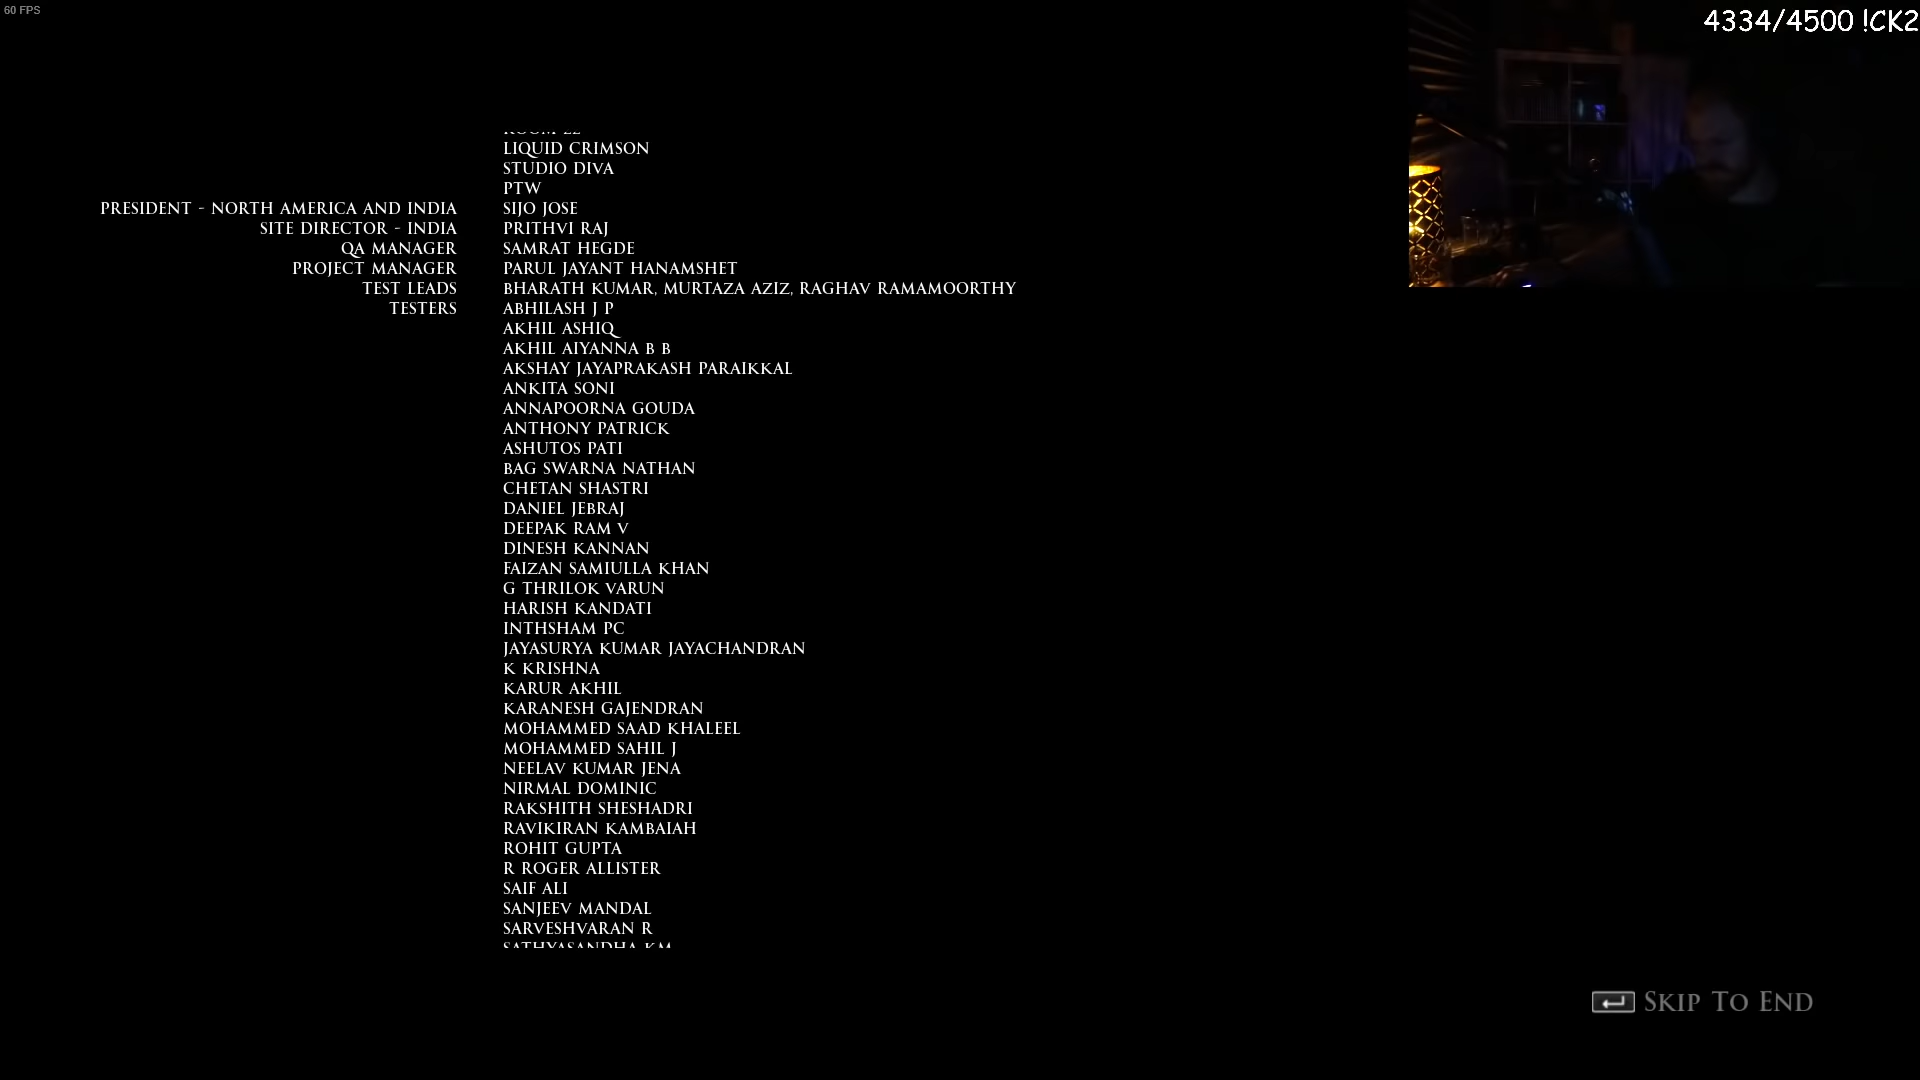 60 FPS
4334/4500 !CK2
LIQUID CRIMSON
STUDIO DIVA
PTW
PRESIDENT - NORTH AMERICA AND INDIA SIJO JOSE
SITE DIRECTOR - INDIA PRITHVI RAJ
QA MANAGER SAMRAT HEGDE
PROJECT MANAGER PARUL JAYANT HANAMSHET
TEST LEADS BHARATH KUMAR, MURTAZA AZIZ, RAGHAV RAMAMOORTHY
TESTERS ABHILASH J P
AKHIL ASHIQ
AKHIL AIYANNA B B
AKSHAY JAYAPRAKASH PARAIKKAL
ANKITA SONI
ANNAPOORNA GOUDA
ANTHONY PATRICK
ASHUTOS PATI
BAG SWARNA NATHAN
CHETAN SHASTRI
DANIEL JEBRAJ
DEEPAK RAM V
DINESH KANNAN
FAIZAN SAMIULLA KHAN
G THRILOK VARUN
HARISH KANDATI
INTHSHAM PC
JAYASURYA KUMAR JAYACHANDRAN
K KRISHNA
KARUR AKHIL
KARANESH GAJENDRAN
MOHAMMED SAAD KHALEEL
MOHAMMED SAHIL J
NEELAV KUMAR JENA
NIRMAL DOMINIC
RAKSHITH SHESHADRI
RAVIKIRAN KAMBAIAH
ROHIT GUPTA
R ROGER ALLISTER
SAIF ALI
SANJEEV MANDAL
SARVESHVARAN R
SATHYASANDHA KM
SKIP TO END